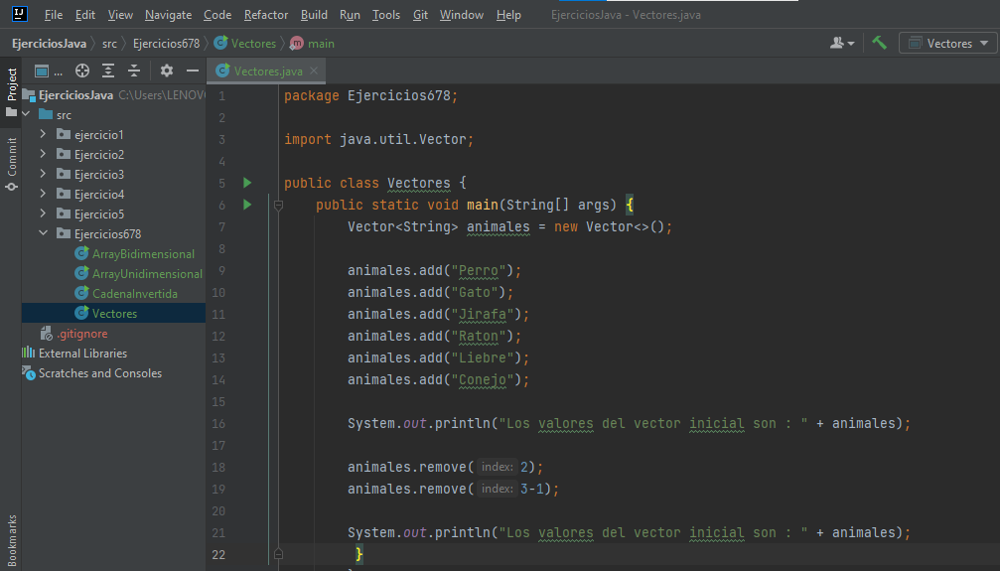 IJ File Edit View Navigate Code Refactor Build Run Tools Git Window Help EjerciciosJava - Vectores.java
EjerciciosJava src Ejercicios678 Vectores main Vectores
Project
Commit
Bookmarks
...
EjerciciosJava C:\Users\LENOV
src
ejercicio1
Ejercicio2
Ejercicio3
Ejercicio4
Ejercicio5
Ejercicios678
ArrayBidimensional
ArrayUnidimensional
CadenaInvertida
Vectores
.gitignore
External Libraries
Scratches and Consoles
Vectores.java
1 package Ejercicios678;
2
3 import java.util.Vector;
4
5 public class Vectores {
6 public static void main(String[] args) {
7 Vector<String> animales = new Vector<>();
8
9 animales.add("Perro");
10 animales.add("Gato");
11 animales.add("Jirafa");
12 animales.add("Raton");
13 animales.add("Liebre");
14 animales.add("Conejo");
15
16 System.out.println("Los valores del vector inicial son : " + animales);
17
18 animales.remove( index: 2);
19 animales.remove( index: 3-1);
20
21 System.out.println("Los valores del vector inicial son : " + animales);
22 }